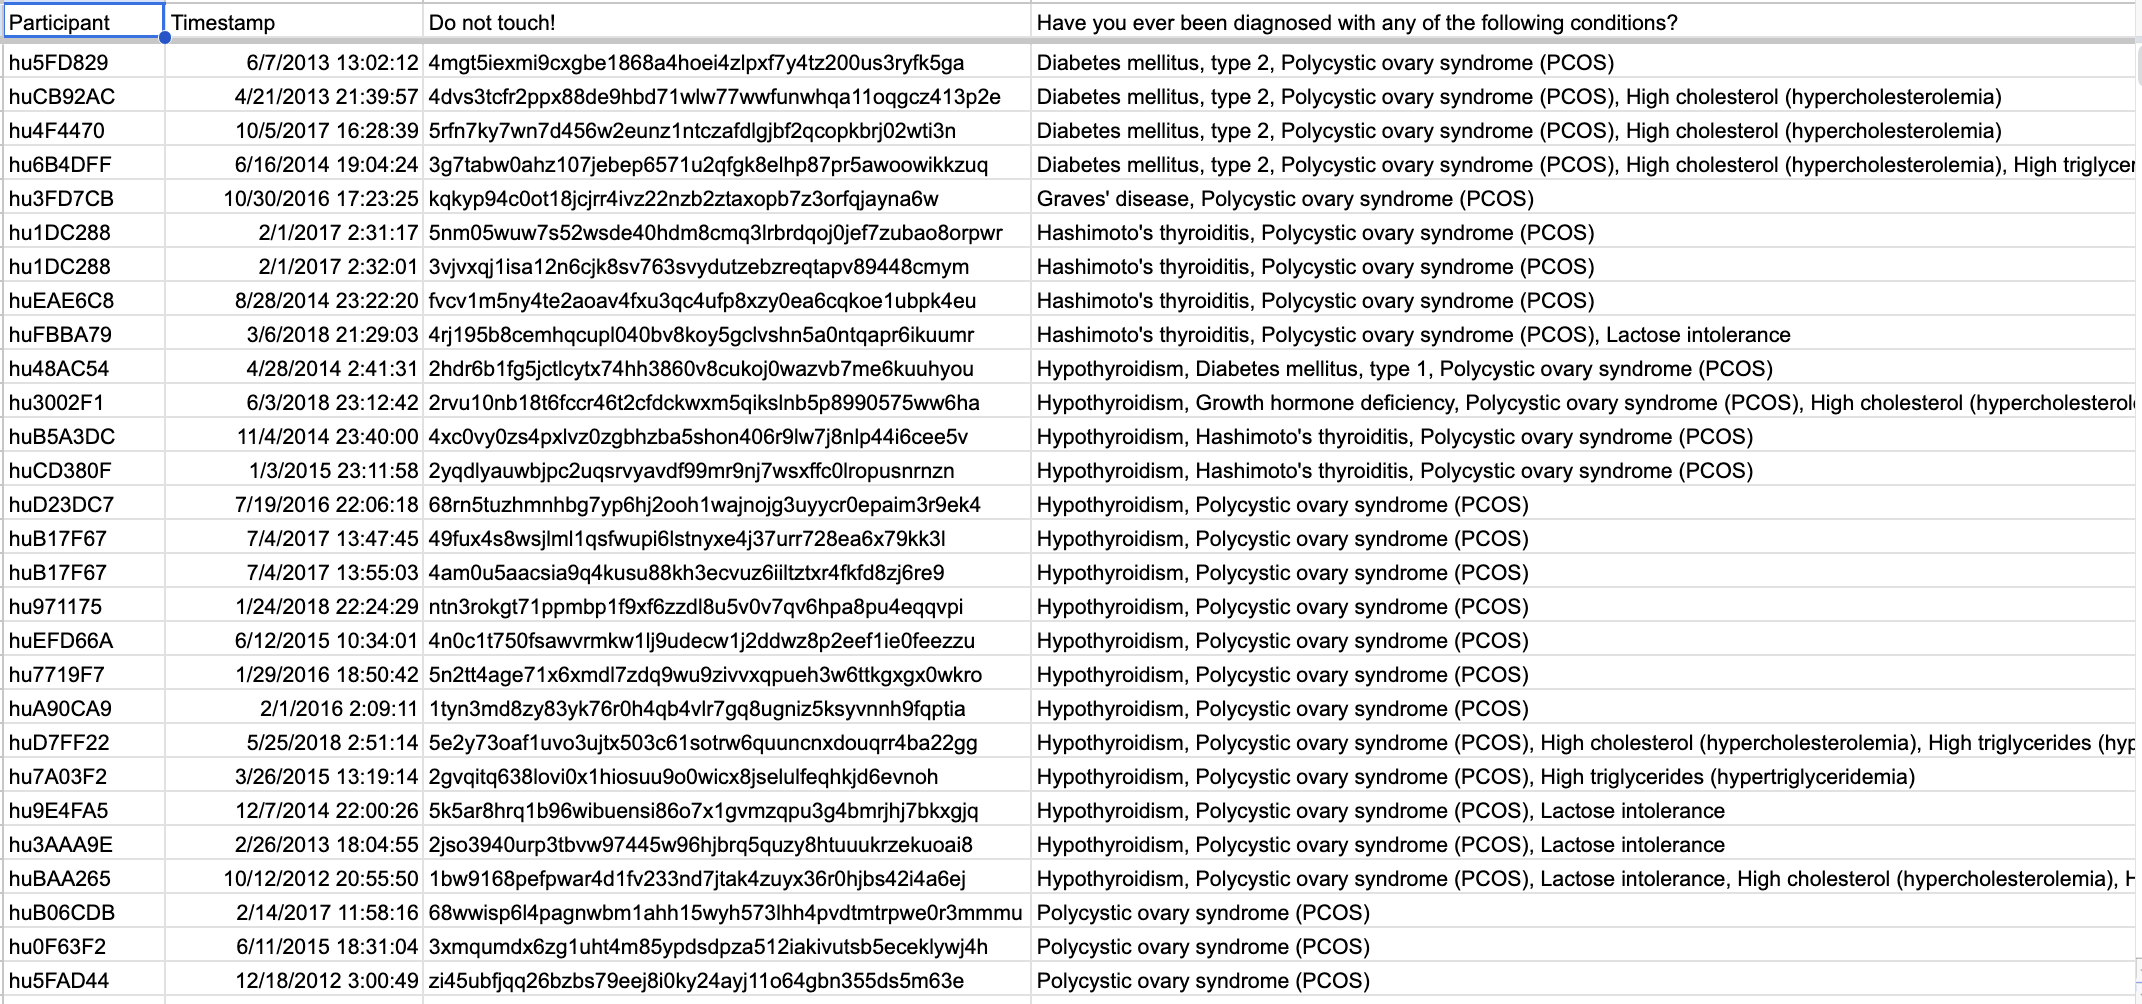 Participant Timestamp Do not touch! Have you ever been diagnosed with any of the following conditions?
hu5FD829 6/7/2013 13:02:12 4mgt5iexmi9cxgbe1868a4hoei4zlpxf7y4tz200us3ryfk5ga Diabetes mellitus, type 2, Polycystic ovary syndrome (PCOS)
huCB92AC 4/21/2013 21:39:57 4dvs3tcfr2ppx88de9hbd71wlw77wwfunwhqa11oqgcz413p2e Diabetes mellitus, type 2, Polycystic ovary syndrome (PCOS), High cholesterol (hypercholesterolemia)
hu4F4470 10/5/2017 16:28:39 5rfn7ky7wn7d456w2eunz1ntczafdlgjbf2qcopkbrj02wti3n Diabetes mellitus, type 2, Polycystic ovary syndrome (PCOS), High cholesterol (hypercholesterolemia)
hu6B4DFF 6/16/2014 19:04:24 3g7tabw0ahz107jebep6571u2qfgk8elhp87pr5awoowikkzuq Diabetes mellitus, type 2, Polycystic ovary syndrome (PCOS), High cholesterol (hypercholesterolemia), High triglycer
hu3FD7CB 10/30/2016 17:23:25 kqkyp94c0ot18jcjrr4ivz22nzb2ztaxopb7z3orfqjayna6w Graves' disease, Polycystic ovary syndrome (PCOS)
hu1DC288 2/1/2017 2:31:17 5nm05wuw7s52wsde40hdm8cmq3lrbrdqoj0jef7zubao8orpwr Hashimoto's thyroiditis, Polycystic ovary syndrome (PCOS)
hu1DC288 2/1/2017 2:32:01 3vjvxqj1isa12n6cjk8sv763svydutzebzreqtapv89448cmym Hashimoto's thyroiditis, Polycystic ovary syndrome (PCOS)
huEAE6C8 8/28/2014 23:22:20 fvcv1m5ny4te2aoav4fxu3qc4ufp8xzy0ea6cqkoe1ubpk4eu Hashimoto's thyroiditis, Polycystic ovary syndrome (PCOS)
huFBBA79 3/6/2018 21:29:03 4rj195b8cemhqcupl040bv8koy5gclvshn5a0ntqapr6ikuumr Hashimoto's thyroiditis, Polycystic ovary syndrome (PCOS), Lactose intolerance
hu48AC54 4/28/2014 2:41:31 2hdr6b1fg5jctlcytx74hh3860v8cukoj0wazvb7me6kuuhyou Hypothyroidism, Diabetes mellitus, type 1, Polycystic ovary syndrome (PCOS)
hu3002F1 6/3/2018 23:12:42 2rvu10nb18t6fccr46t2cfdckwxm5qikslnb5p8990575ww6ha Hypothyroidism, Growth hormone deficiency, Polycystic ovary syndrome (PCOS), High cholesterol (hypercholesterol
huB5A3DC 11/4/2014 23:40:00 4xc0vy0zs4pxlvz0zgbhzba5shon406r9lw7j8nlp44i6cee5v Hypothyroidism, Hashimoto's thyroiditis, Polycystic ovary syndrome (PCOS)
huCD380F 1/3/2015 23:11:58 2yqdlyauwbjpc2uqsrvyavdf99mr9nj7wsxffc0lropusnrnzn Hypothyroidism, Hashimoto's thyroiditis, Polycystic ovary syndrome (PCOS)
huD23DC7 7/19/2016 22:06:18 68rn5tuzhmnhbg7yp6hj2ooh1wajnojg3uyycr0epaim3r9ek4 Hypothyroidism, Polycystic ovary syndrome (PCOS)
huB17F67 7/4/2017 13:47:45 49fux4s8wsjlml1qsfwupi6lstnyxe4j37urr728ea6x79kk3l Hypothyroidism, Polycystic ovary syndrome (PCOS)
huB17F67 7/4/2017 13:55:03 4am0u5aacsia9q4kusu88kh3ecvuz6iiltztxr4fkfd8zj6re9 Hypothyroidism, Polycystic ovary syndrome (PCOS)
hu971175 1/24/2018 22:24:29 ntn3rokgt71ppmbp1f9xf6zzdl8u5v0v7qv6hpa8pu4eqqvpi Hypothyroidism, Polycystic ovary syndrome (PCOS)
huEFD66A 6/12/2015 10:34:01 4n0c1t750fsawvrmkw1lj9udecw1j2ddwz8p2eef1ie0feezzu Hypothyroidism, Polycystic ovary syndrome (PCOS)
hu7719F7 1/29/2016 18:50:42 5n2tt4age71x6xmdl7zdq9wu9zivvxqpueh3w6ttkgxgx0wkro Hypothyroidism, Polycystic ovary syndrome (PCOS)
huA90CA9 2/1/2016 2:09:11 1tyn3md8zy83yk76r0h4qb4vlr7gq8ugniz5ksyvnnh9fqptia Hypothyroidism, Polycystic ovary syndrome (PCOS)
huD7FF22 5/25/2018 2:51:14 5e2y73oaf1uvo3ujtx503c61sotrw6quuncnxdouqrr4ba22gg Hypothyroidism, Polycystic ovary syndrome (PCOS), High cholesterol (hypercholesterolemia), High triglycerides (hyp
hu7A03F2 3/26/2015 13:19:14 2gvqitq638lovi0x1hiosuu9o0wicx8jselulfeqhkjd6evnoh Hypothyroidism, Polycystic ovary syndrome (PCOS), High triglycerides (hypertriglyceridemia)
hu9E4FA5 12/7/2014 22:00:26 5k5ar8hrq1b96wibuensi86o7x1gvmzqpu3g4bmrjhj7bkxgjq Hypothyroidism, Polycystic ovary syndrome (PCOS), Lactose intolerance
hu3AAA9E 2/26/2013 18:04:55 2jso3940urp3tbvw97445w96hjbrq5quzy8htuuukrzekuoai8 Hypothyroidism, Polycystic ovary syndrome (PCOS), Lactose intolerance
huBAA265 10/12/2012 20:55:50 1bw9168pefpwar4d1fv233nd7jtak4zuyx36r0hjbs42i4a6ej Hypothyroidism, Polycystic ovary syndrome (PCOS), Lactose intolerance, High cholesterol (hypercholesterolemia), H
huB06CDB 2/14/2017 11:58:16 68wwisp6l4pagnwbm1ahh15wyh573lhh4pvdtmtrpwe0r3mmmu Polycystic ovary syndrome (PCOS)
hu0F63F2 6/11/2015 18:31:04 3xmqumdx6zg1uht4m85ypdsdpza512iakivutsb5eceklywj4h Polycystic ovary syndrome (PCOS)
hu5FAD44 12/18/2012 3:00:49 zi45ubfjqq26bzbs79eej8i0ky24ayj11o64gbn355ds5m63e Polycystic ovary syndrome (PCOS)